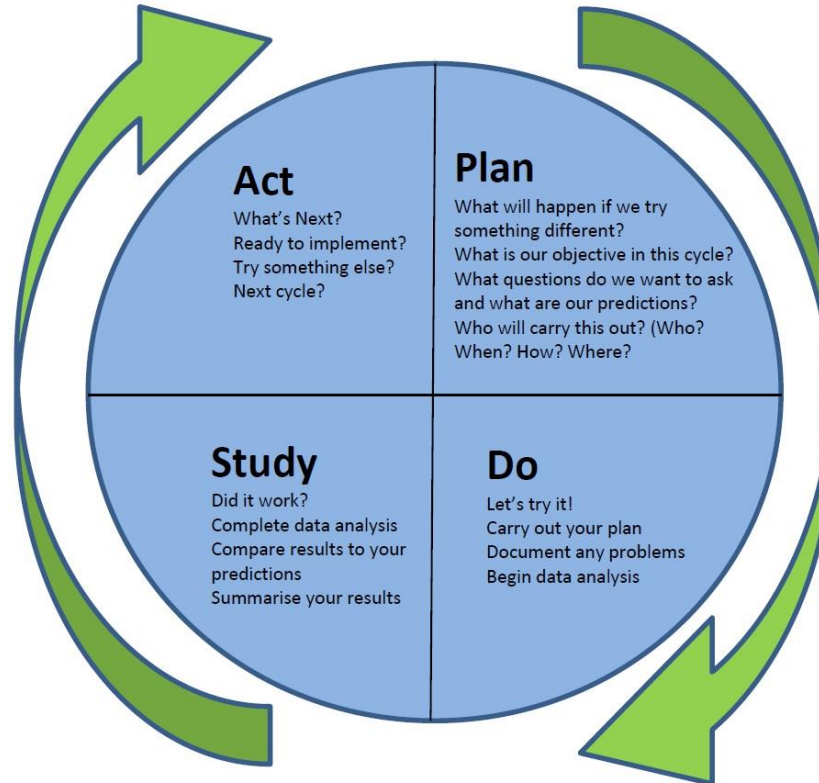 Act
What's Next?
Ready to implement?
Try something else?
Next cycle?
Plan
What will happen if we try
something different?
What is our objective in this cycle?
What questions do we want to ask
and what are our predictions?
Who will carry this out? (Who?
When? How? Where?
Study
Did it work?
Complete data analysis
Compare results to your
predictions
Summarise your results
Do
Let's try it!
Carry out your plan
Document any problems
Begin data analysis